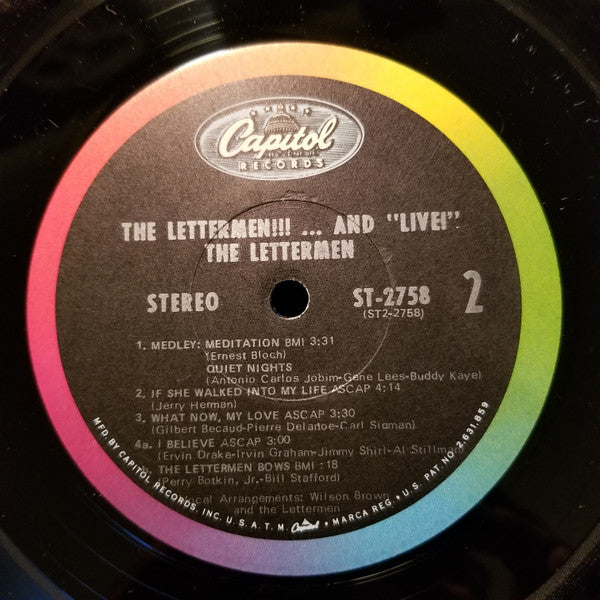 Capitol
RECORDS
THE LETTERMEN!!! ... AND "LIVE!"
THE LETTERMEN
STEREO
ST-2758
(ST2-2758)
2
1. MEDLEY: MEDITATION BMI 3:31
(Ernest Bloch)
QUIET NIGHTS
(Antonio Carlos Jobim-Gene Lees-Buddy Kaye)
2. IF SHE WALKED INTO MY LIFE ASCAP 4:14
(Jerry Herman)
3. WHAT NOW, MY LOVE ASCAP 3:30
(Gilbert Becaud-Pierre Delanoe-Carl Sigman)
4a. I BELIEVE ASCAP 3:00
(Ervin Drake-Irvin Graham-Jimmy Shirl-Al Stillman)
b. THE LETTERMEN BOWS BMI :18
(Perry Botkin, Jr.-Bill Stafford)
Vocal Arrangements: Wilson Brown
and the Lettermen
MFD. BY CAPITOL RECORDS, INC. U.S.A. T.M. Capitol • MARCA REG. • U.S. PAT. NO. 2,631,859